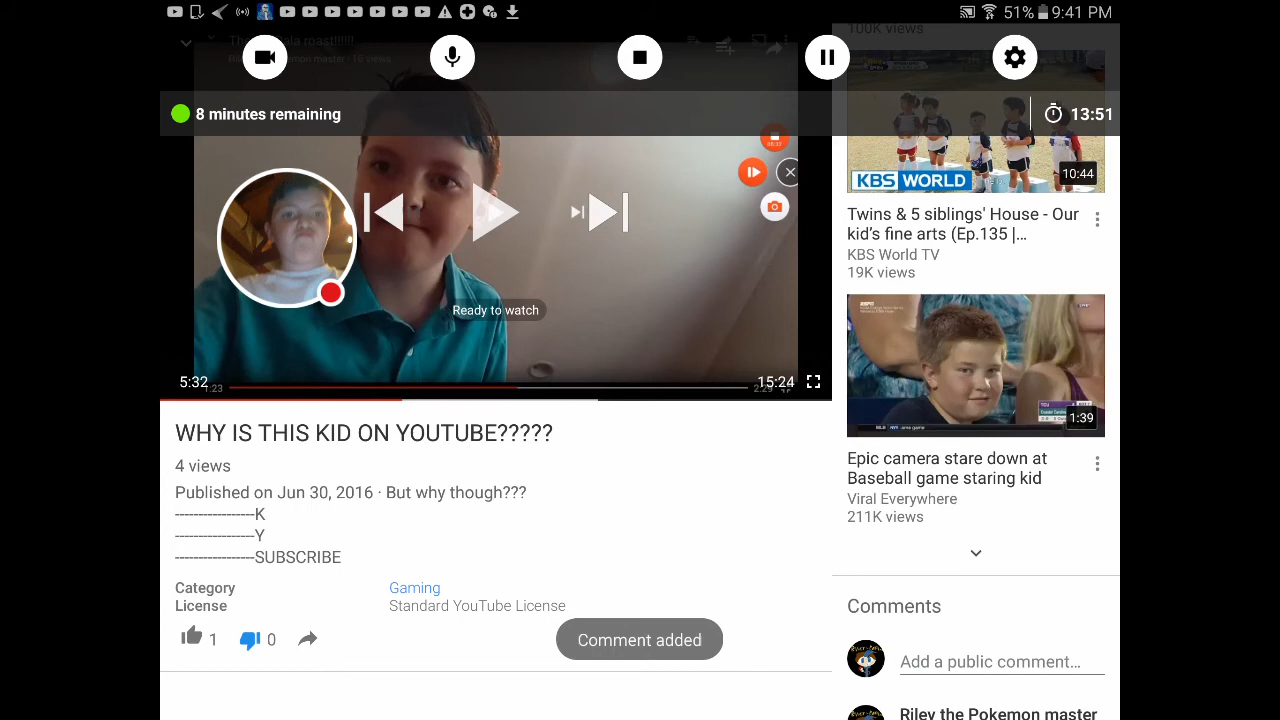 51% 9:41 PM
100K views
8 minutes remaining
13:51
10:44
KBS WORLD
Twins & 5 siblings' House - Our
kid's fine arts (Ep.135 |...
KBS World TV
19K views
Ready to watch
5:32
15:24
1:23
WHY IS THIS KID ON YOUTUBE?????
4 views
Published on Jun 30, 2016 · But why though???
-----------------K
-----------------Y
-----------------SUBSCRIBE
Category Gaming
License Standard YouTube License
1 0
Comment added
1:39
Epic camera stare down at
Baseball game staring kid
Viral Everywhere
211K views
Comments
Add a public comment...
Riley the Pokemon master